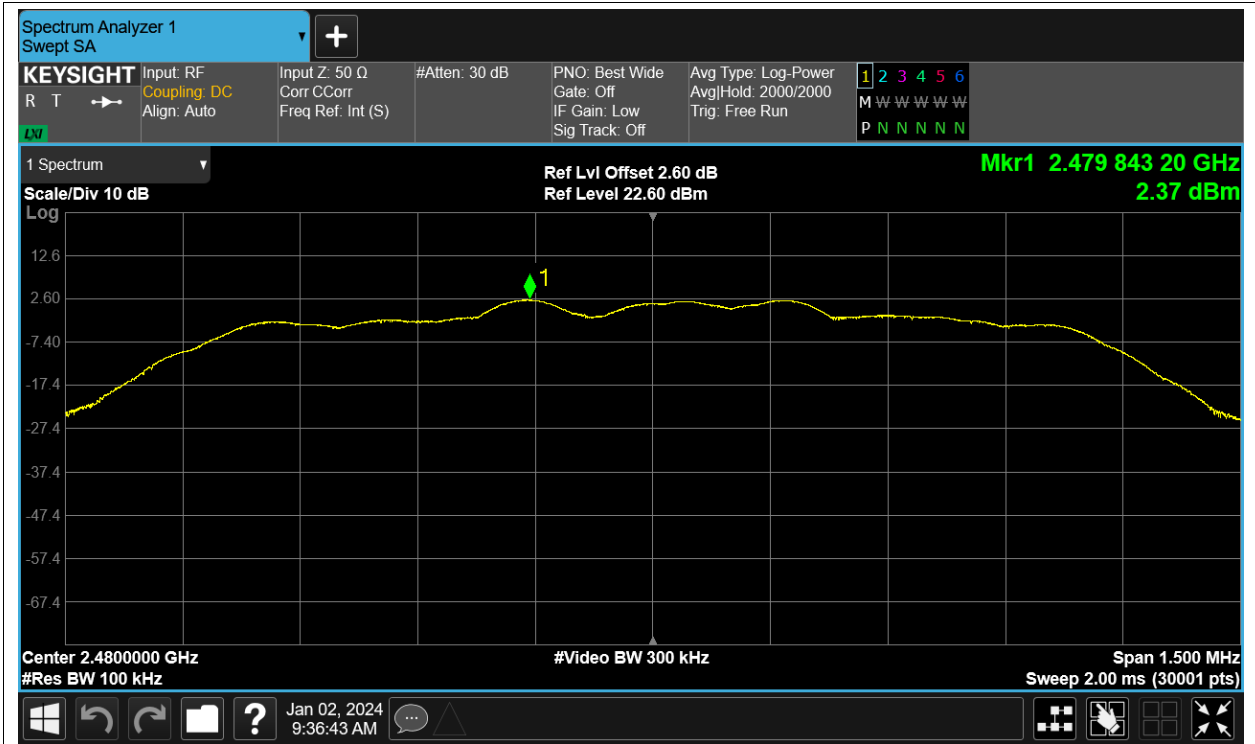 Spectrum Analyzer 1
Swept SA
KEYSIGHT
R T
LXI
Input: RF
Coupling: DC
Align: Auto
Input Z: 50 Ω
Corr CCorr
Freq Ref: Int (S)
#Atten: 30 dB
PNO: Best Wide
Gate: Off
IF Gain: Low
Sig Track: Off
Avg Type: Log-Power
Avg|Hold: 2000/2000
Trig: Free Run
1 2 3 4 5 6
M W W W W W
P N N N N N
1 Spectrum
Scale/Div 10 dB
Log
Ref Lvl Offset 2.60 dB
Ref Level 22.60 dBm
Mkr1 2.479 843 20 GHz
2.37 dBm
1
12.6
2.60
-7.40
-17.4
-27.4
-37.4
-47.4
-57.4
-67.4
Center 2.4800000 GHz
#Video BW 300 kHz
Span 1.500 MHz
#Res BW 100 kHz
Sweep 2.00 ms (30001 pts)
?
Jan 02, 2024
9:36:43 AM